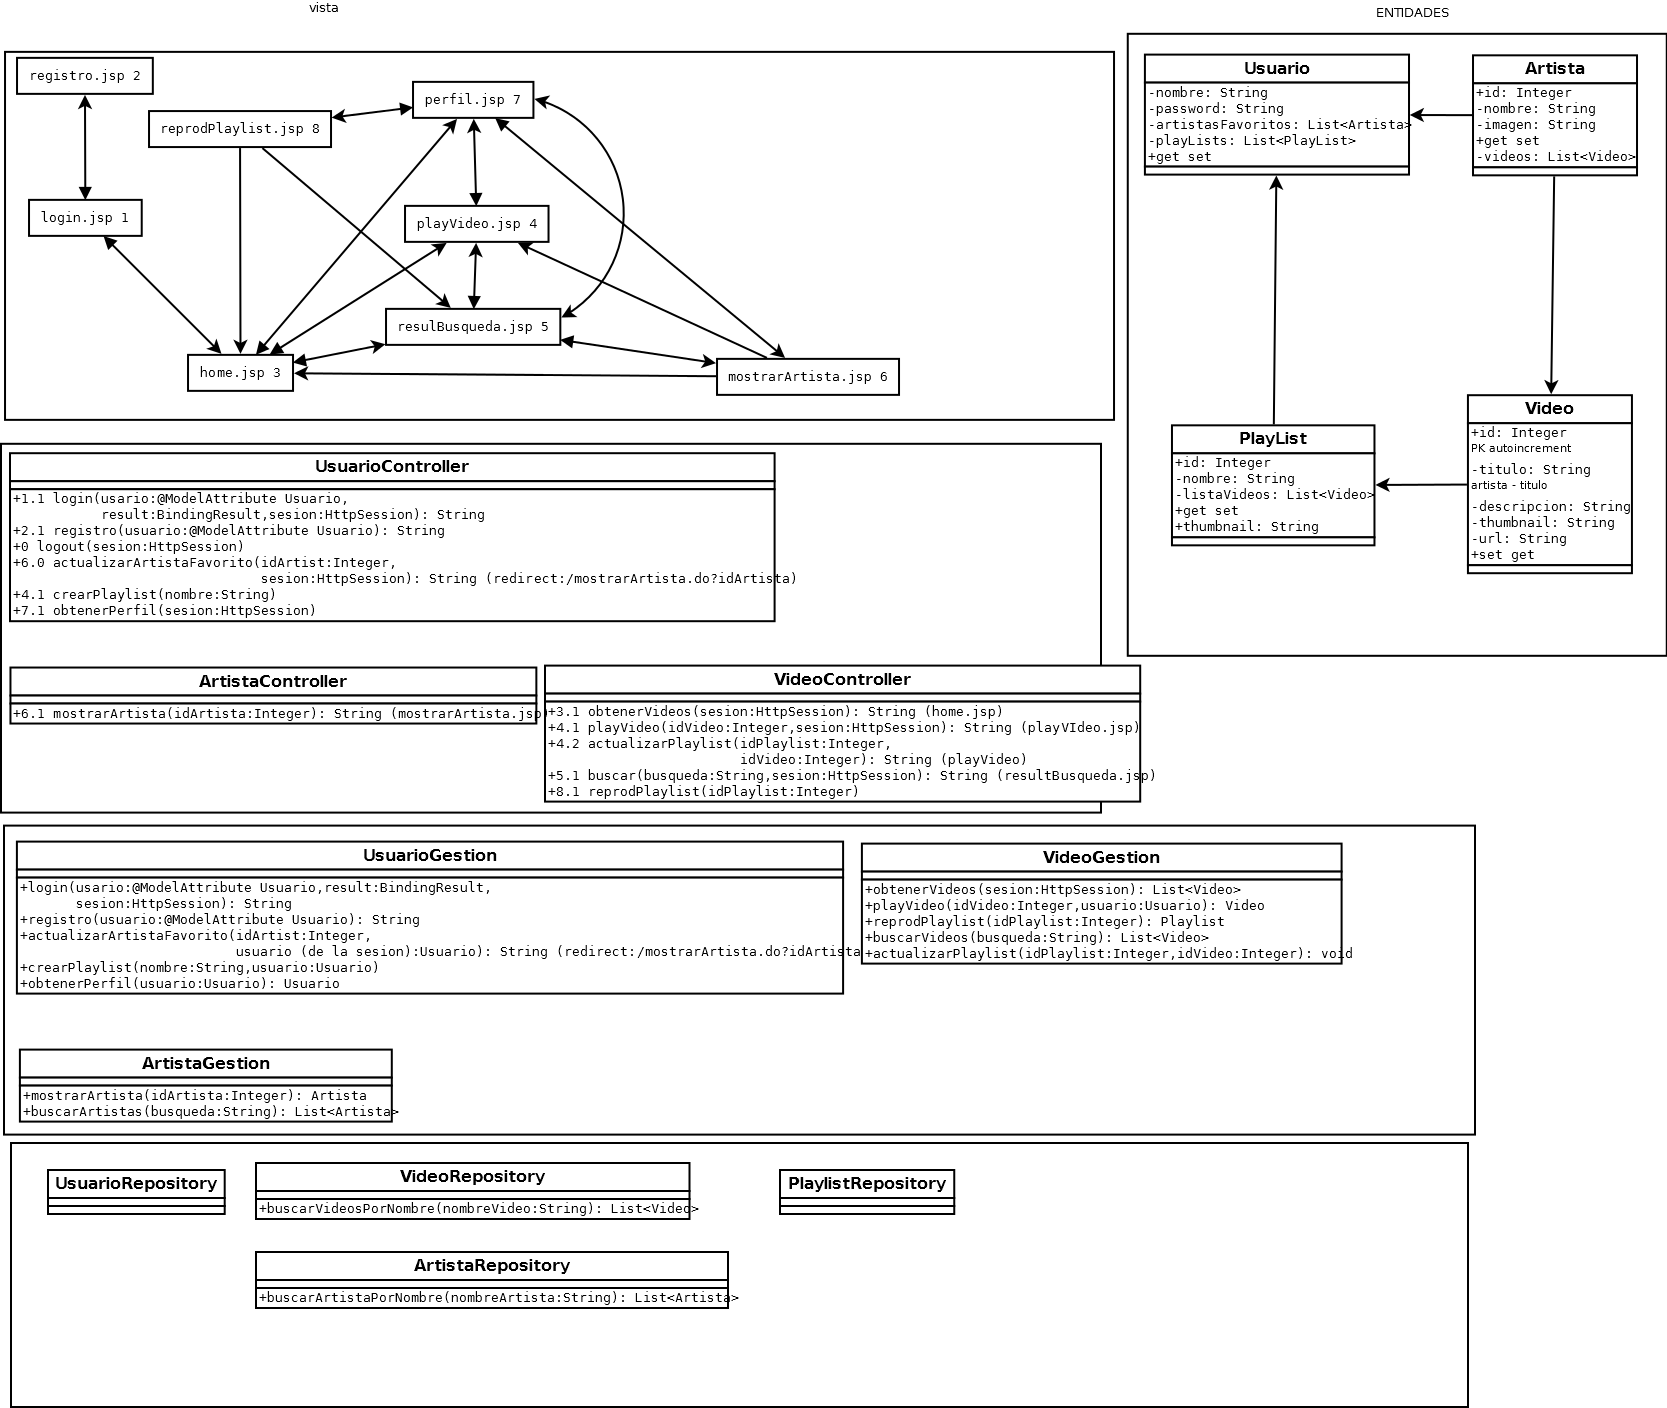 vista
ENTIDADES
registro.jsp 2
perfil.jsp 7
reprodPlaylist.jsp 8
login.jsp 1
playVideo.jsp 4
resulBusqueda.jsp 5
home.jsp 3
mostrarArtista.jsp 6
Usuario
-nombre: String
-password: String
-artistasFavoritos: List<Artista>
-playLists: List<PlayList>
+get set
Artista
+id: Integer
-nombre: String
-imagen: String
+get set
-videos: List<Video>
PlayList
+id: Integer
-nombre: String
-listaVideos: List<Video>
+get set
+thumbnail: String
Video
+id: Integer
PK autoincrement
-titulo: String
artista - titulo
-descripcion: String
-thumbnail: String
-url: String
+set get
UsuarioController
+1.1 login(usario:@ModelAttribute Usuario,
result:BindingResult,sesion:HttpSession): String
+2.1 registro(usuario:@ModelAttribute Usuario): String
+0 logout(sesion:HttpSession)
+6.0 actualizarArtistaFavorito(idArtist:Integer,
sesion:HttpSession): String (redirect:/mostrarArtista.do?idArtista)
+4.1 crearPlaylist(nombre:String)
+7.1 obtenerPerfil(sesion:HttpSession)
ArtistaController
+6.1 mostrarArtista(idArtista:Integer): String (mostrarArtista.jsp)
VideoController
+3.1 obtenerVideos(sesion:HttpSession): String (home.jsp)
+4.1 playVideo(idVideo:Integer,sesion:HttpSession): String (playVIdeo.jsp)
+4.2 actualizarPlaylist(idPlaylist:Integer,
idVideo:Integer): String (playVideo)
+5.1 buscar(busqueda:String,sesion:HttpSession): String (resultBusqueda.jsp)
+8.1 reprodPlaylist(idPlaylist:Integer)
UsuarioGestion
+login(usario:@ModelAttribute Usuario,result:BindingResult,
sesion:HttpSession): String
+registro(usuario:@ModelAttribute Usuario): String
+actualizarArtistaFavorito(idArtist:Integer,
usuario (de la sesion):Usuario): String (redirect:/mostrarArtista.do?idArtista
+crearPlaylist(nombre:String,usuario:Usuario)
+obtenerPerfil(usuario:Usuario): Usuario
VideoGestion
+obtenerVideos(sesion:HttpSession): List<Video>
+playVideo(idVideo:Integer,usuario:Usuario): Video
+reprodPlaylist(idPlaylist:Integer): Playlist
+buscarVideos(busqueda:String): List<Video>
+actualizarPlaylist(idPlaylist:Integer,idVideo:Integer): void
ArtistaGestion
+mostrarArtista(idArtista:Integer): Artista
+buscarArtistas(busqueda:String): List<Artista>
UsuarioRepository
VideoRepository
+buscarVideosPorNombre(nombreVideo:String): List<Video>
PlaylistRepository
ArtistaRepository
+buscarArtistaPorNombre(nombreArtista:String): List<Artista>